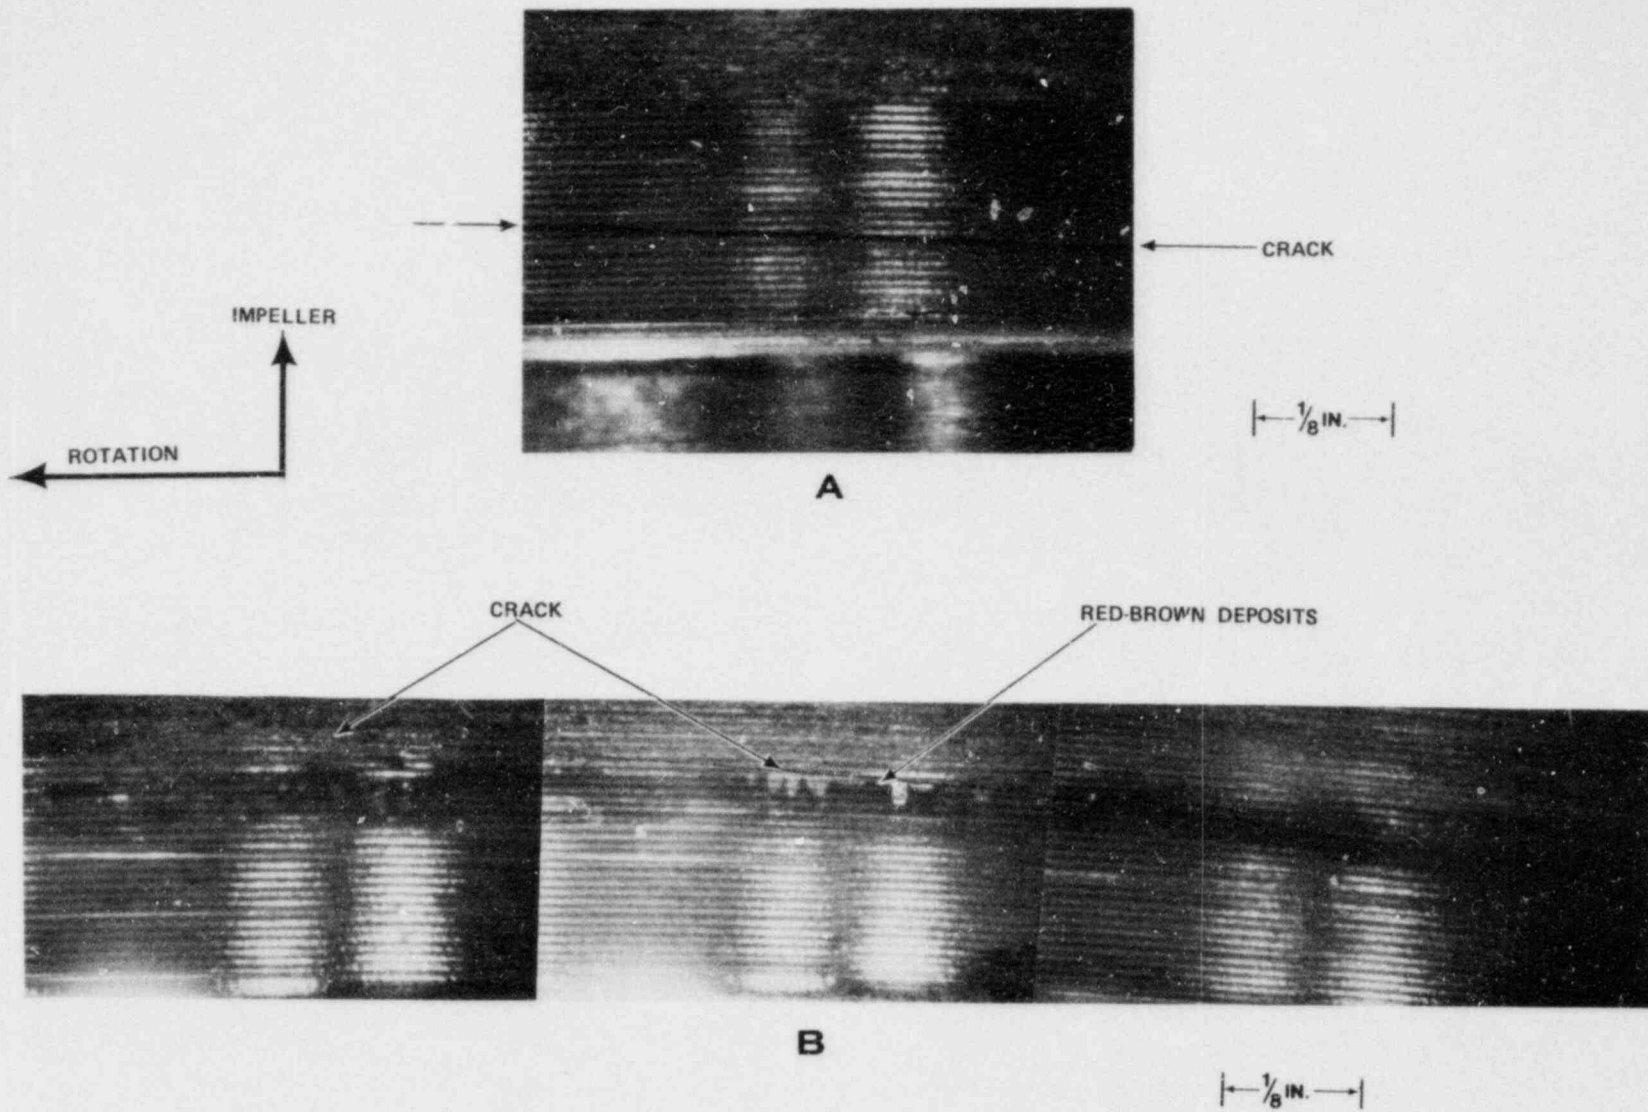 CRACK
IMPELLER
ROTATION
1/8 IN.
A
CRACK
RED-BROWN DEPOSITS
B
1/8 IN.